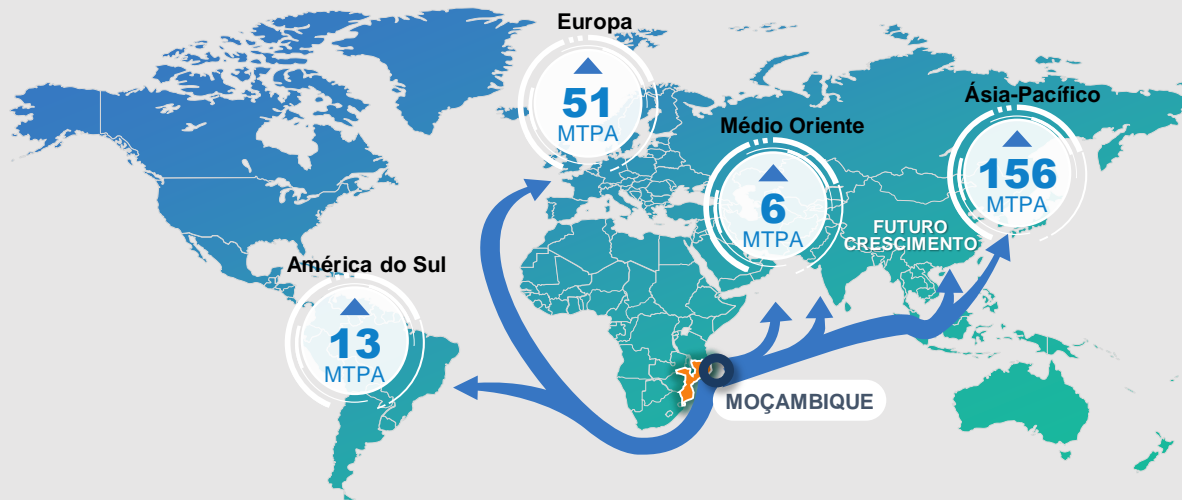 Europa
51
MTPA
Médio Oriente
6
MTPA
Ásia-Pacífico
156
MTPA
FUTURO
CRESCIMENTO
América do Sul
13
MTPA
MOÇAMBIQUE